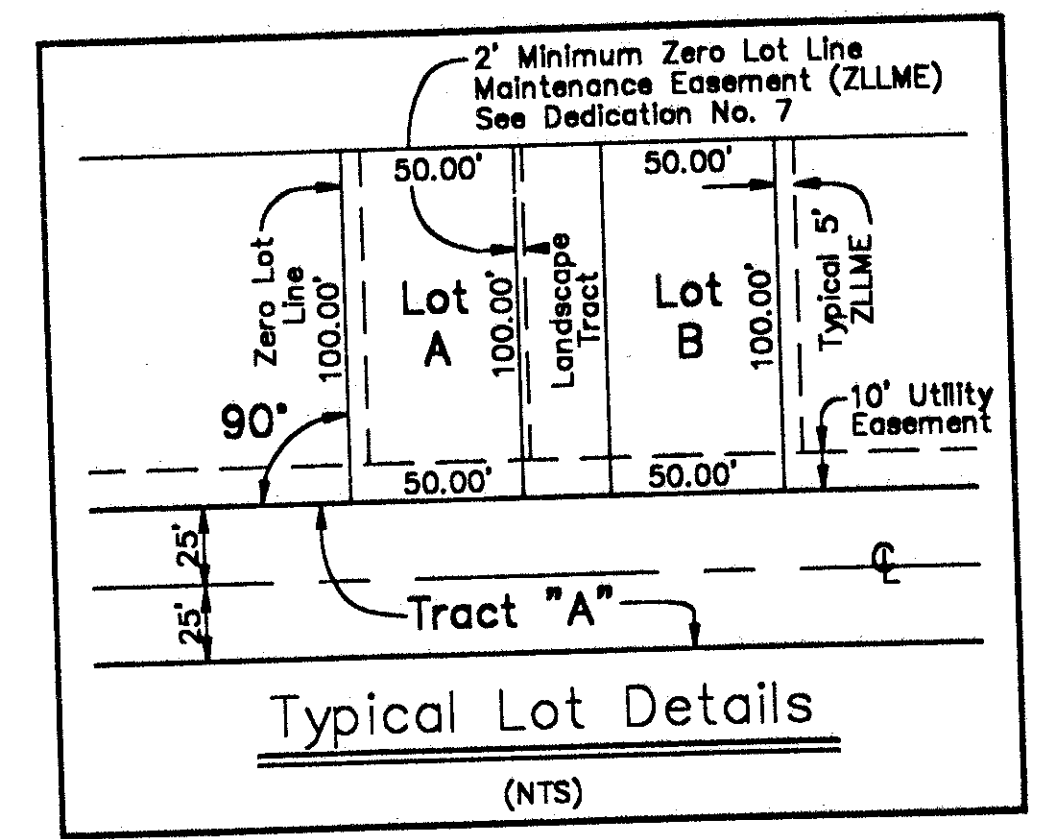 2' Minimum Zero Lot Line
Maintenance Easement (ZLLME)
See Dedication No. 7
50.00'
50.00'
Zero Lot
Line
100.00'
Lot
A
100.00'
Landscape
Tract
Lot
B
100.00'
Typical 5'
ZLLME
90°
10' Utility
Easement
50.00'
50.00'
25'
25'
CL
Tract "A"
Typical Lot Details
(NTS)